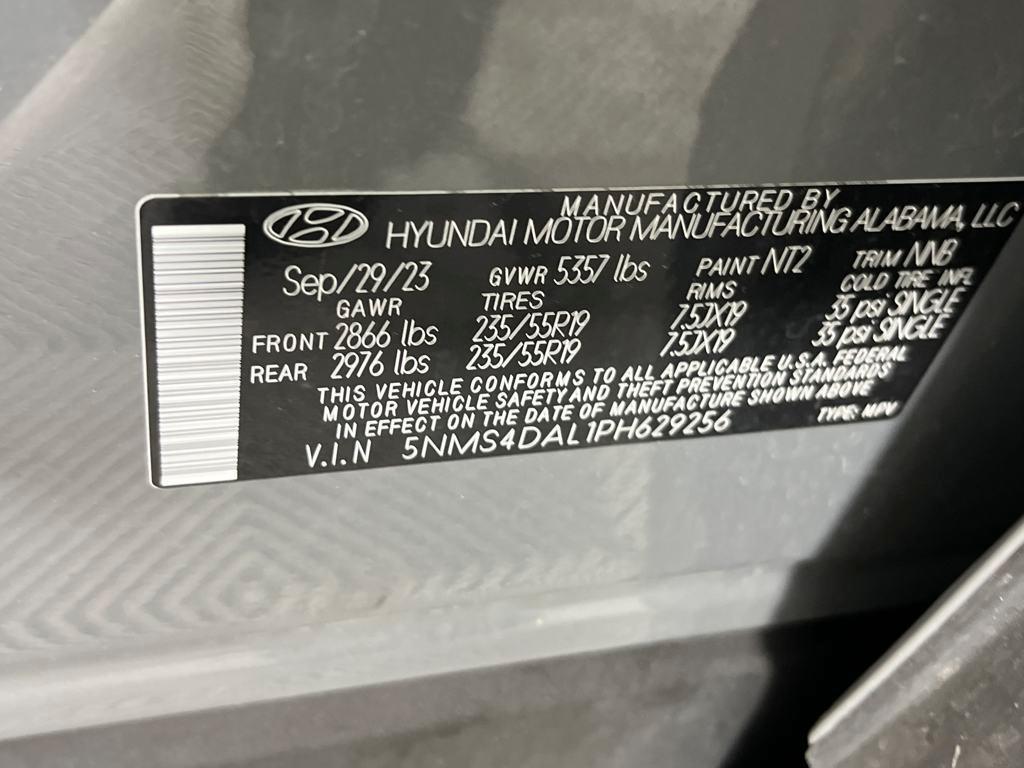 MANUFACTURED BY
HYUNDAI MOTOR MANUFACTURING ALABAMA, LLC
Sep/29/23 GVWR 5357 lbs PAINT NT2 TRIM NNB
GAWR TIRES RIMS COLD TIRE INFL
FRONT 2866 lbs 235/55R19 7.5JX19 35 psi SINGLE
REAR 2976 lbs 235/55R19 7.5JX19 35 psi SINGLE
THIS VEHICLE CONFORMS TO ALL APPLICABLE U.S.A. FEDERAL
MOTOR VEHICLE SAFETY AND THEFT PREVENTION STANDARDS
IN EFFECT ON THE DATE OF MANUFACTURE SHOWN ABOVE
V.I.N 5NMS4DAL1PH629256 TYPE: MPV